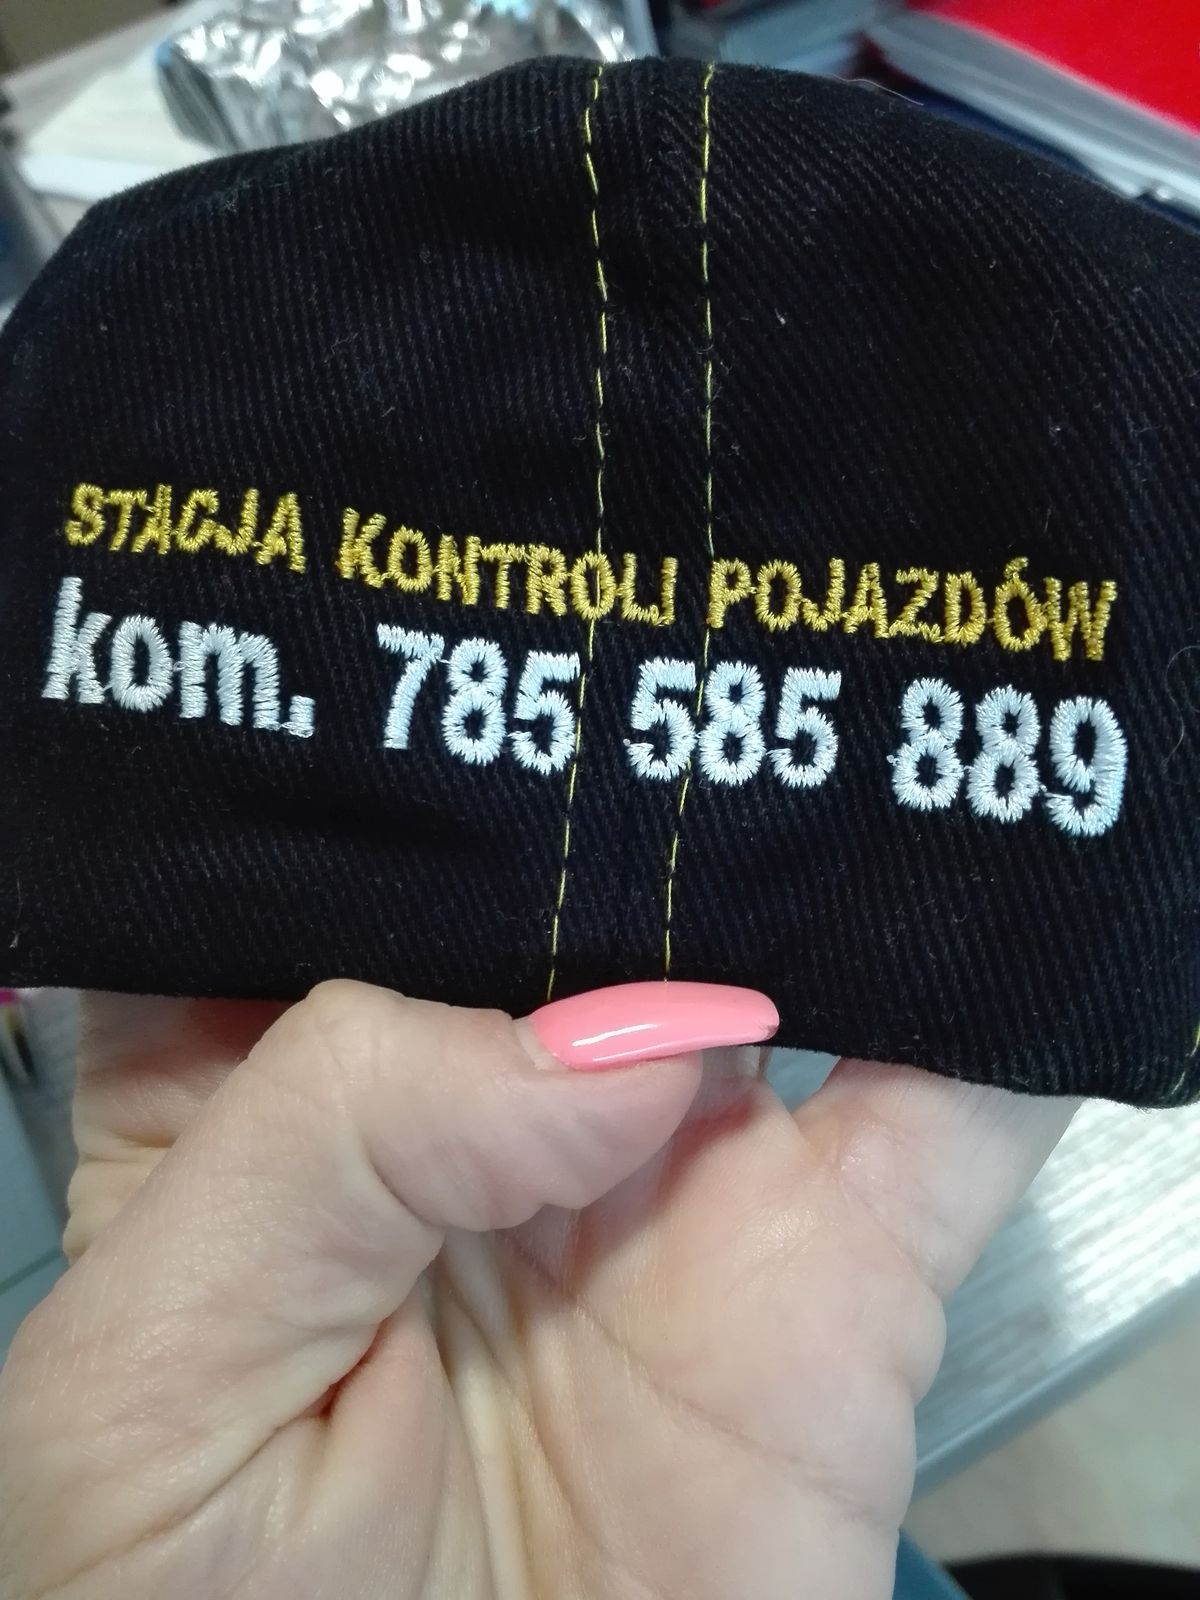 STACJA KONTROLI POJAZDÓW
kom. 785 585 889